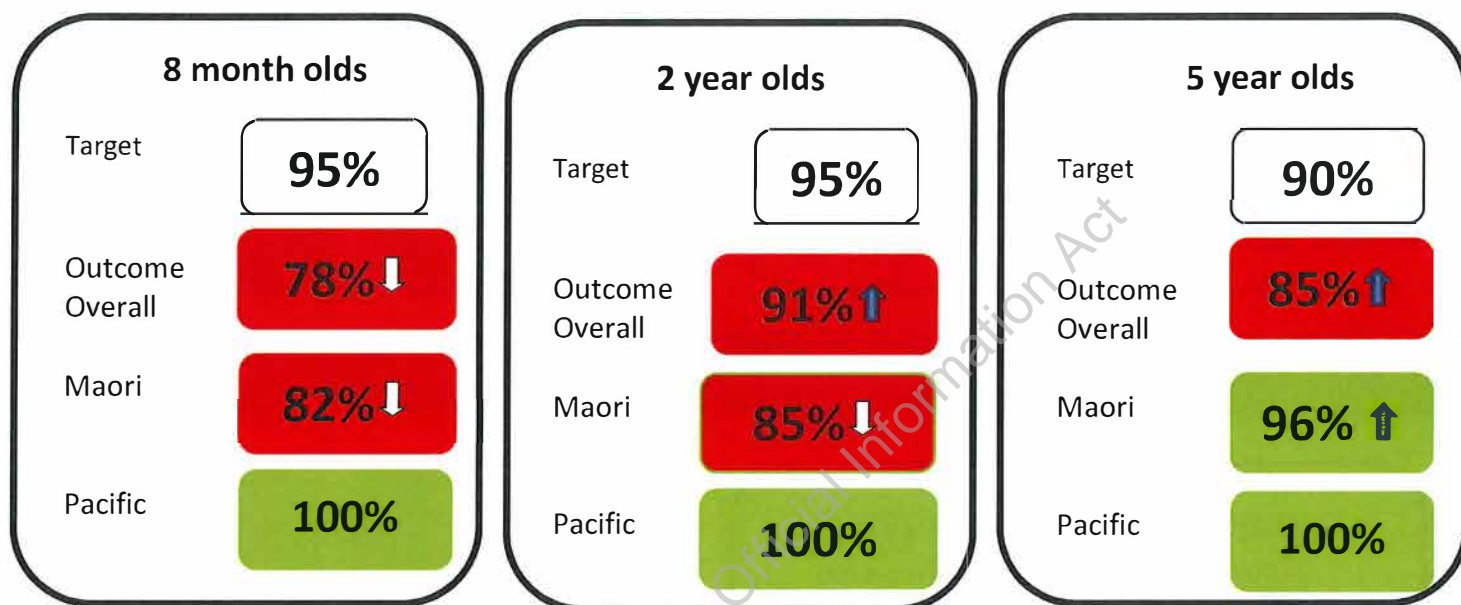 8 month olds
Target
95%
Outcome
Overall
78%
Maori
82%
Pacific
100%
2 year olds
Target
95%
Outcome
Overall
91%
Maori
85%
Pacific
100%
5 year olds
Target
90%
Outcome
Overall
85%
Maori
96%
Pacific
100%
Official Information Act